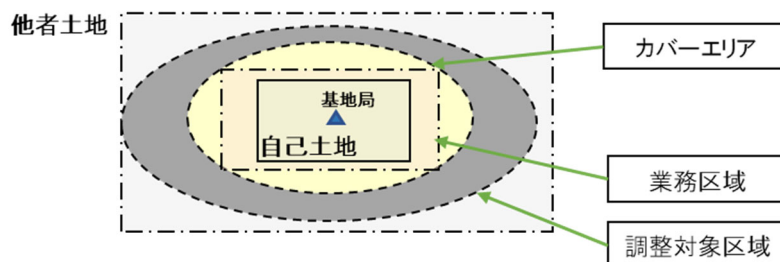 他者土地
カバーエリア
基地局
自己土地
業務区域
調整対象区域